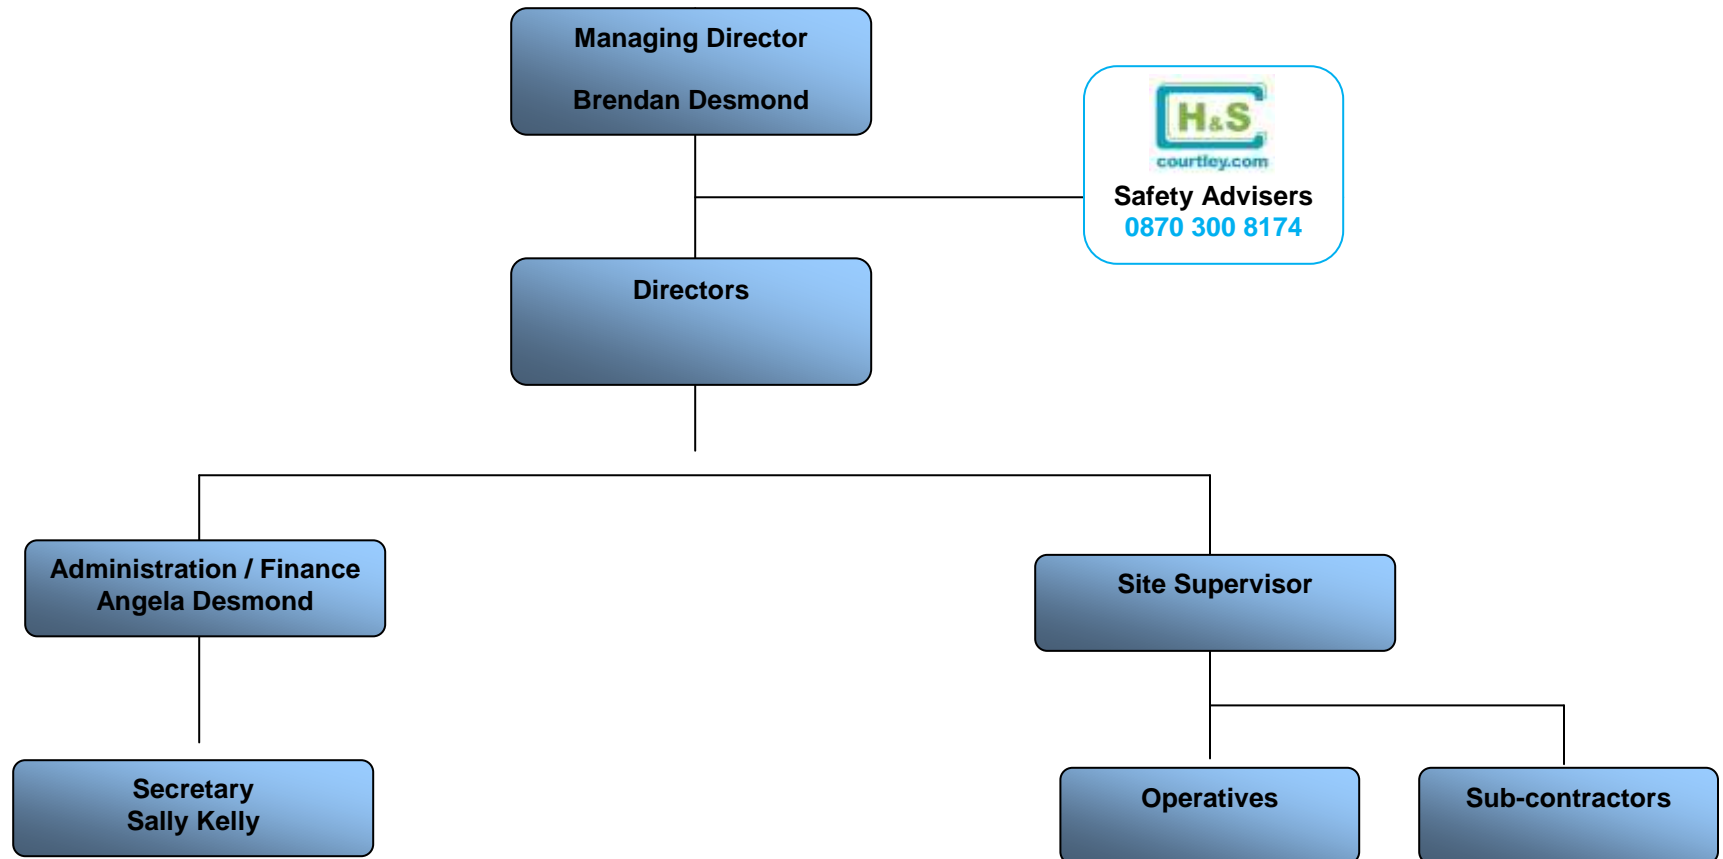 Managing Director
Brendan Desmond
H&S
courtley.com
Safety Advisers
0870 300 8174
Directors
Administration / Finance
Angela Desmond
Site Supervisor
Secretary
Sally Kelly
Operatives
Sub-contractors